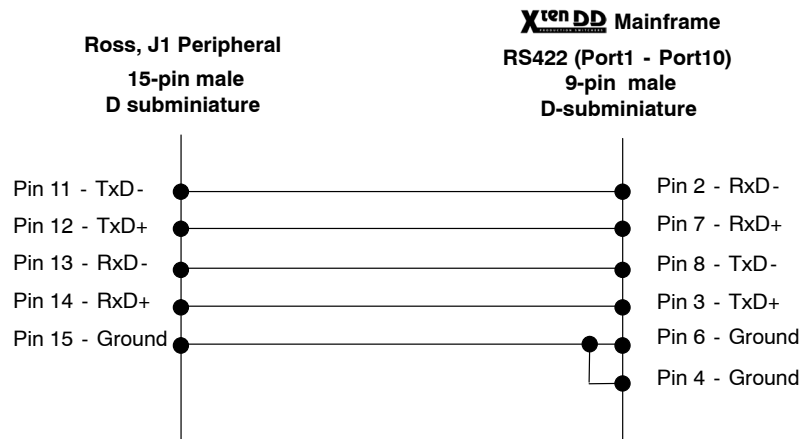 Ross, J1 Peripheral
15-pin male
D subminiature
Xten DD Mainframe
PRODUCTION SWITCHERS
RS422 (Port1 - Port10)
9-pin male
D-subminiature
Pin 11 - TxD-
Pin 2 - RxD-
Pin 12 - TxD+
Pin 7 - RxD+
Pin 13 - RxD-
Pin 8 - TxD-
Pin 14 - RxD+
Pin 3 - TxD+
Pin 15 - Ground
Pin 6 - Ground
Pin 4 - Ground